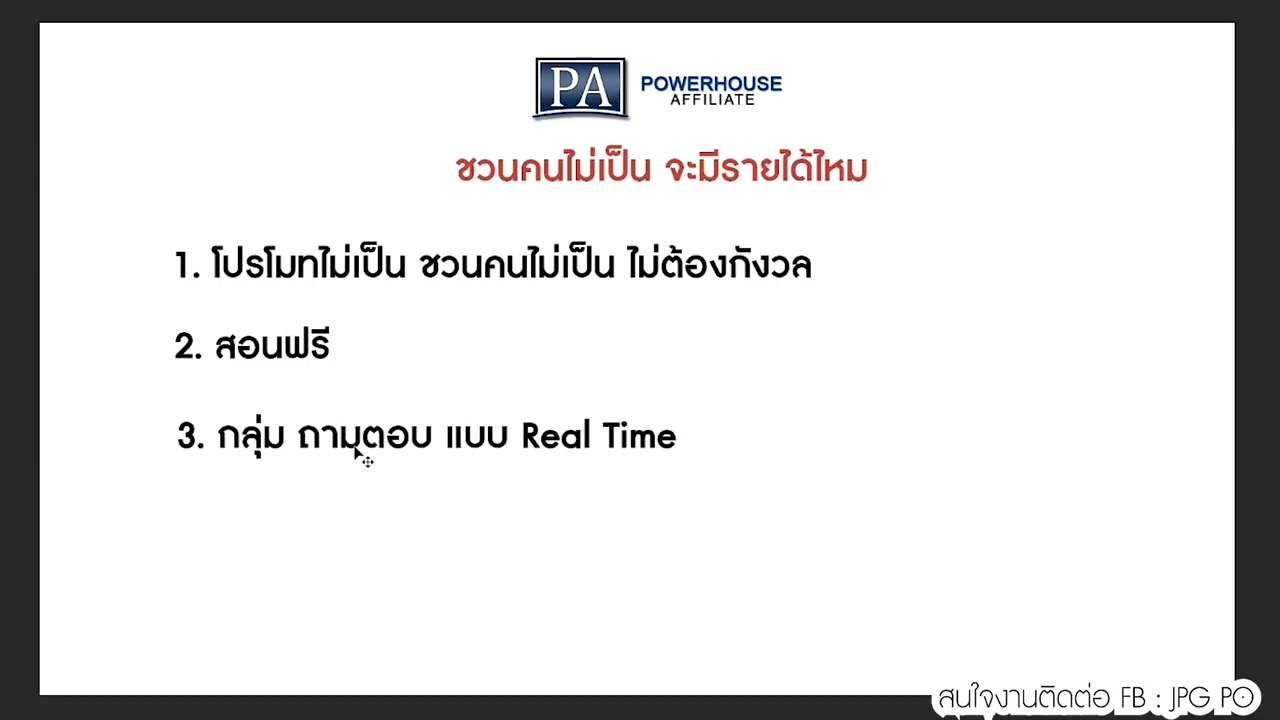 PA
POWERHOUSE
AFFILIATE
ชวนคนไม่เป็น จะมีรายได้ไหม
1. โปรโมทไม่เป็น ชวนคนไม่เป็น ไม่ต้องกังวล
2. สอนฟรี
3. กลุ่ม ถามตอบ แบบ Real Time
สนใจงานติดต่อ FB : JPG PO